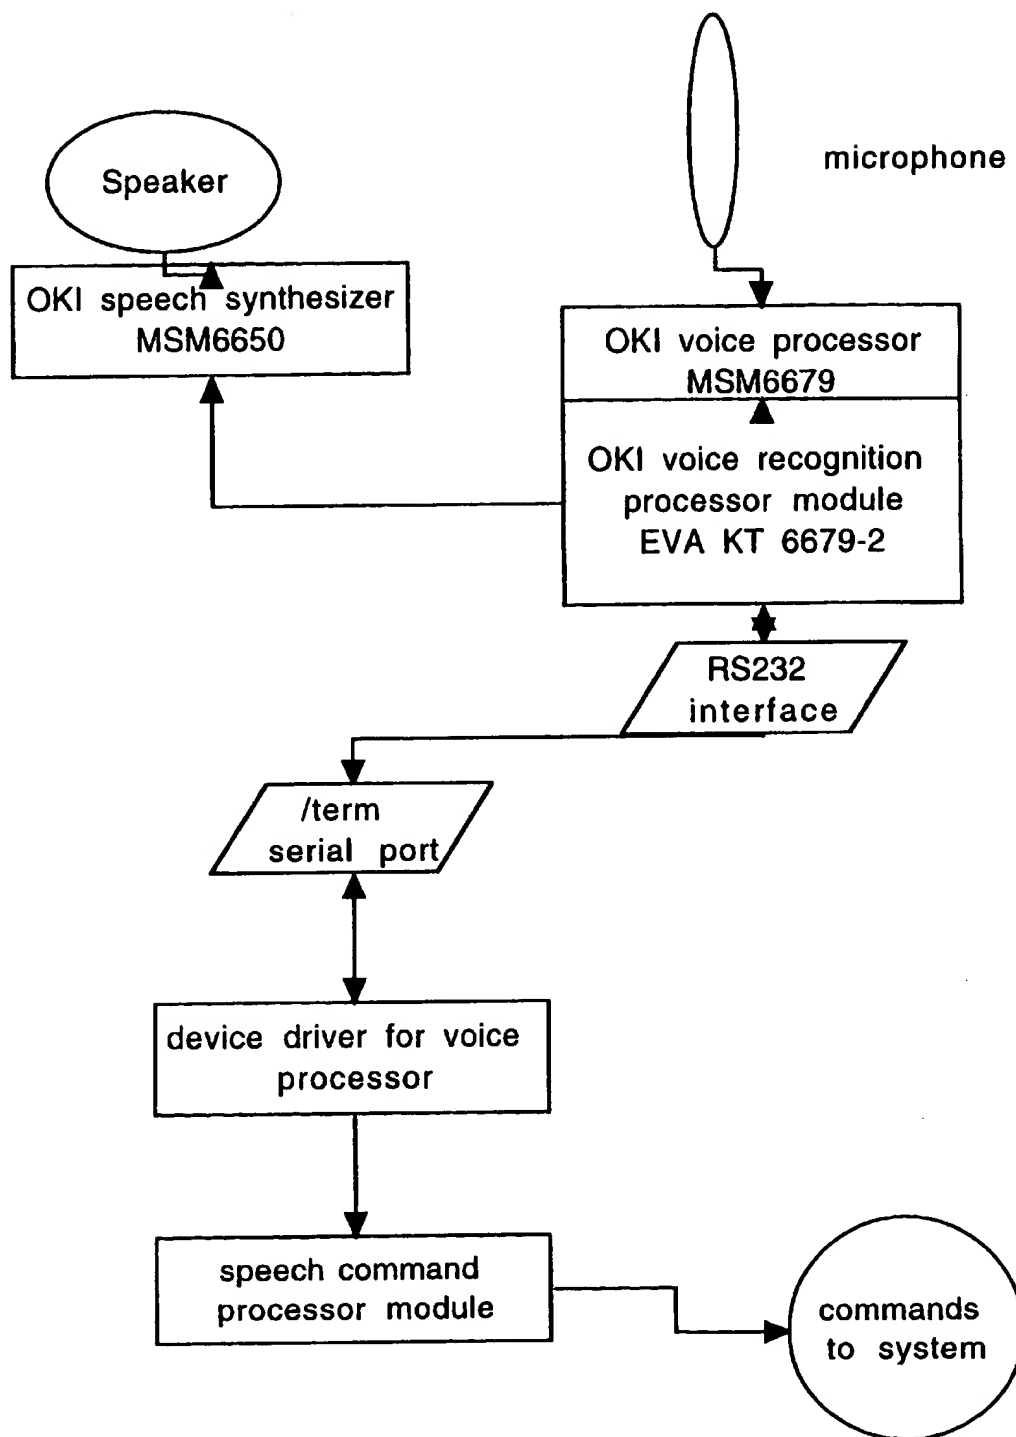 Speaker
microphone
OKI speech synthesizer
MSM6650
OKI voice processor
MSM6679
OKI voice recognition
processor module
EVA KT 6679-2
RS232
interface
/term
serial port
device driver for voice
processor
speech command
processor module
commands
to system